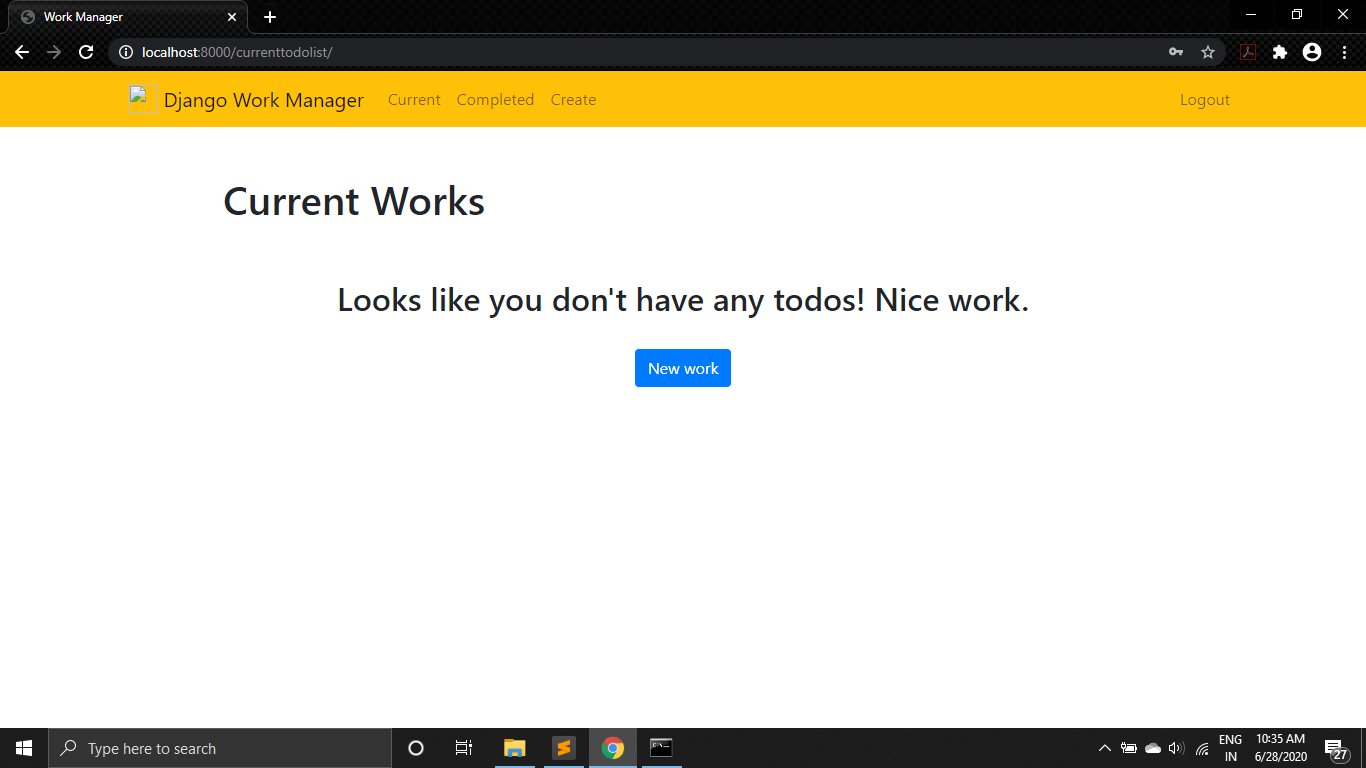 Work Manager
localhost:8000/currenttodolist/
Django Work Manager Current Completed Create Logout
Current Works
Looks like you don't have any todos! Nice work.
New work
Type here to search
ENG
IN
10:35 AM
6/28/2020
27